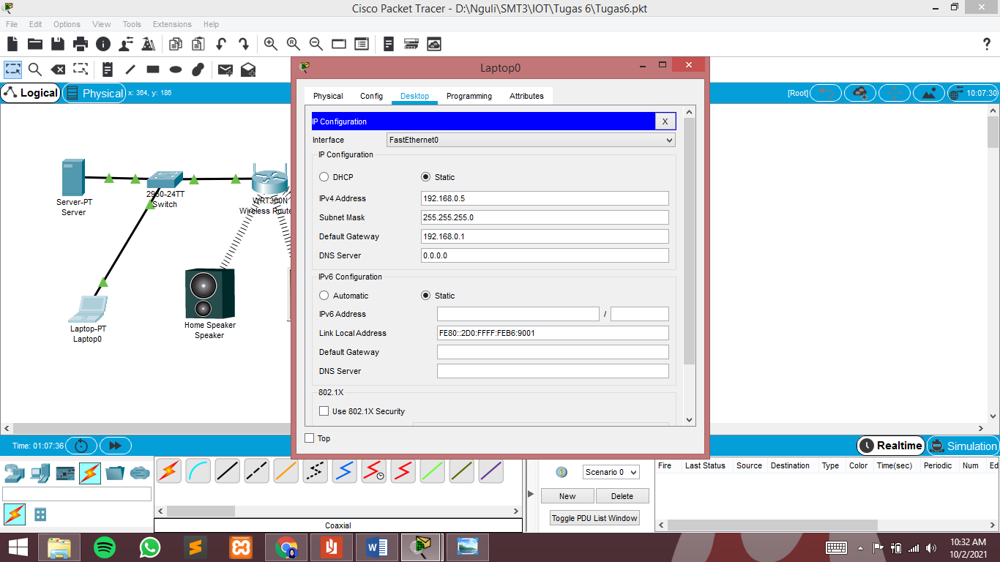 Cisco Packet Tracer - D:\Nguli\SMT3\IOT\Tugas 6\Tugas6.pkt
File Edit Options View Tools Extensions Help
?
Logical Physical x: 364, y: 186 [Root] 10:07:30
Laptop0
Physical Config Desktop Programming Attributes
IP Configuration X
Interface FastEthernet0
IP Configuration
DHCP Static
IPv4 Address 192.168.0.5
Subnet Mask 255.255.255.0
Default Gateway 192.168.0.1
DNS Server 0.0.0.0
IPv6 Configuration
Automatic Static
IPv6 Address /
Link Local Address FE80::2D0:FFFF:FEB6:9001
Default Gateway
DNS Server
802.1X
Use 802.1X Security
Top
Server-PT
Server
2960-24TT
Switch
WRT300N
Wireless Route
Home Speaker
Speaker
Laptop-PT
Laptop0
Time: 01:07:36 Realtime Simulation
Scenario 0
New Delete
Toggle PDU List Window
Fire Last Status Source Destination Type Color Time(sec) Periodic Num Ed
Coaxial
10:32 AM
10/2/2021